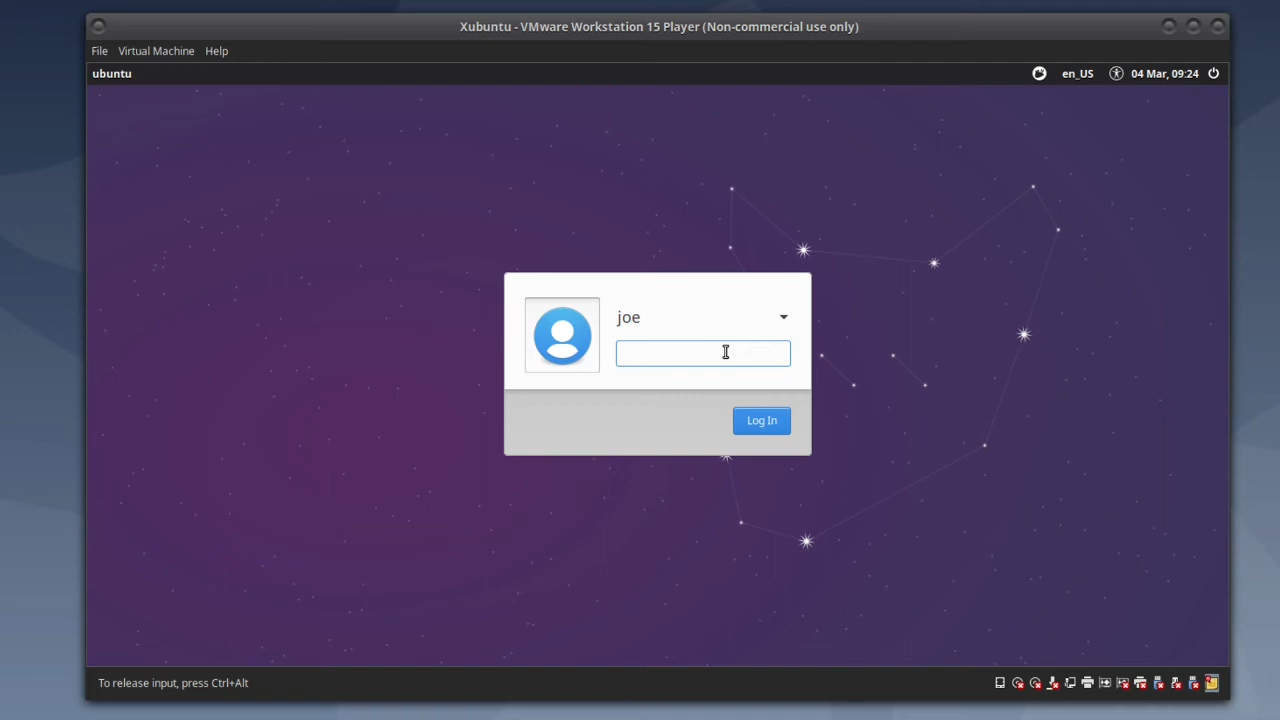 Xubuntu - VMware Workstation 15 Player (Non-commercial use only)
File Virtual Machine Help
ubuntu en_US 04 Mar, 09:24
joe
Log In
To release input, press Ctrl+Alt